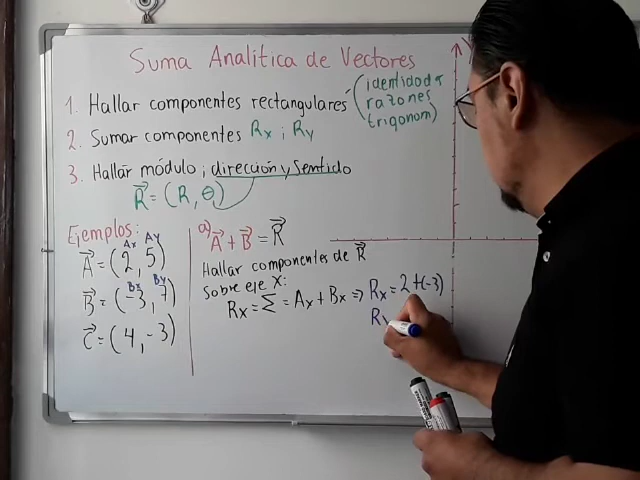 Suma Analítica de Vectores
1. Hallar componentes rectangulares (identidades
razones
trigonom)
2. Sumar componentes Rx ; Ry
3. Hallar módulo ; dirección y sentido
R⃗ = (R, θ)
Ejemplos:
Ax Ay
A⃗ = (2, 5)
Bx By
B⃗ = (-3, 7)
C⃗ = (4, -3)
a) A⃗ + B⃗ = R⃗
Hallar componentes de R⃗
Sobre eje X:
Rx = Σ = Ax + Bx ⇒ Rx = 2 + (-3)
Rx
Y